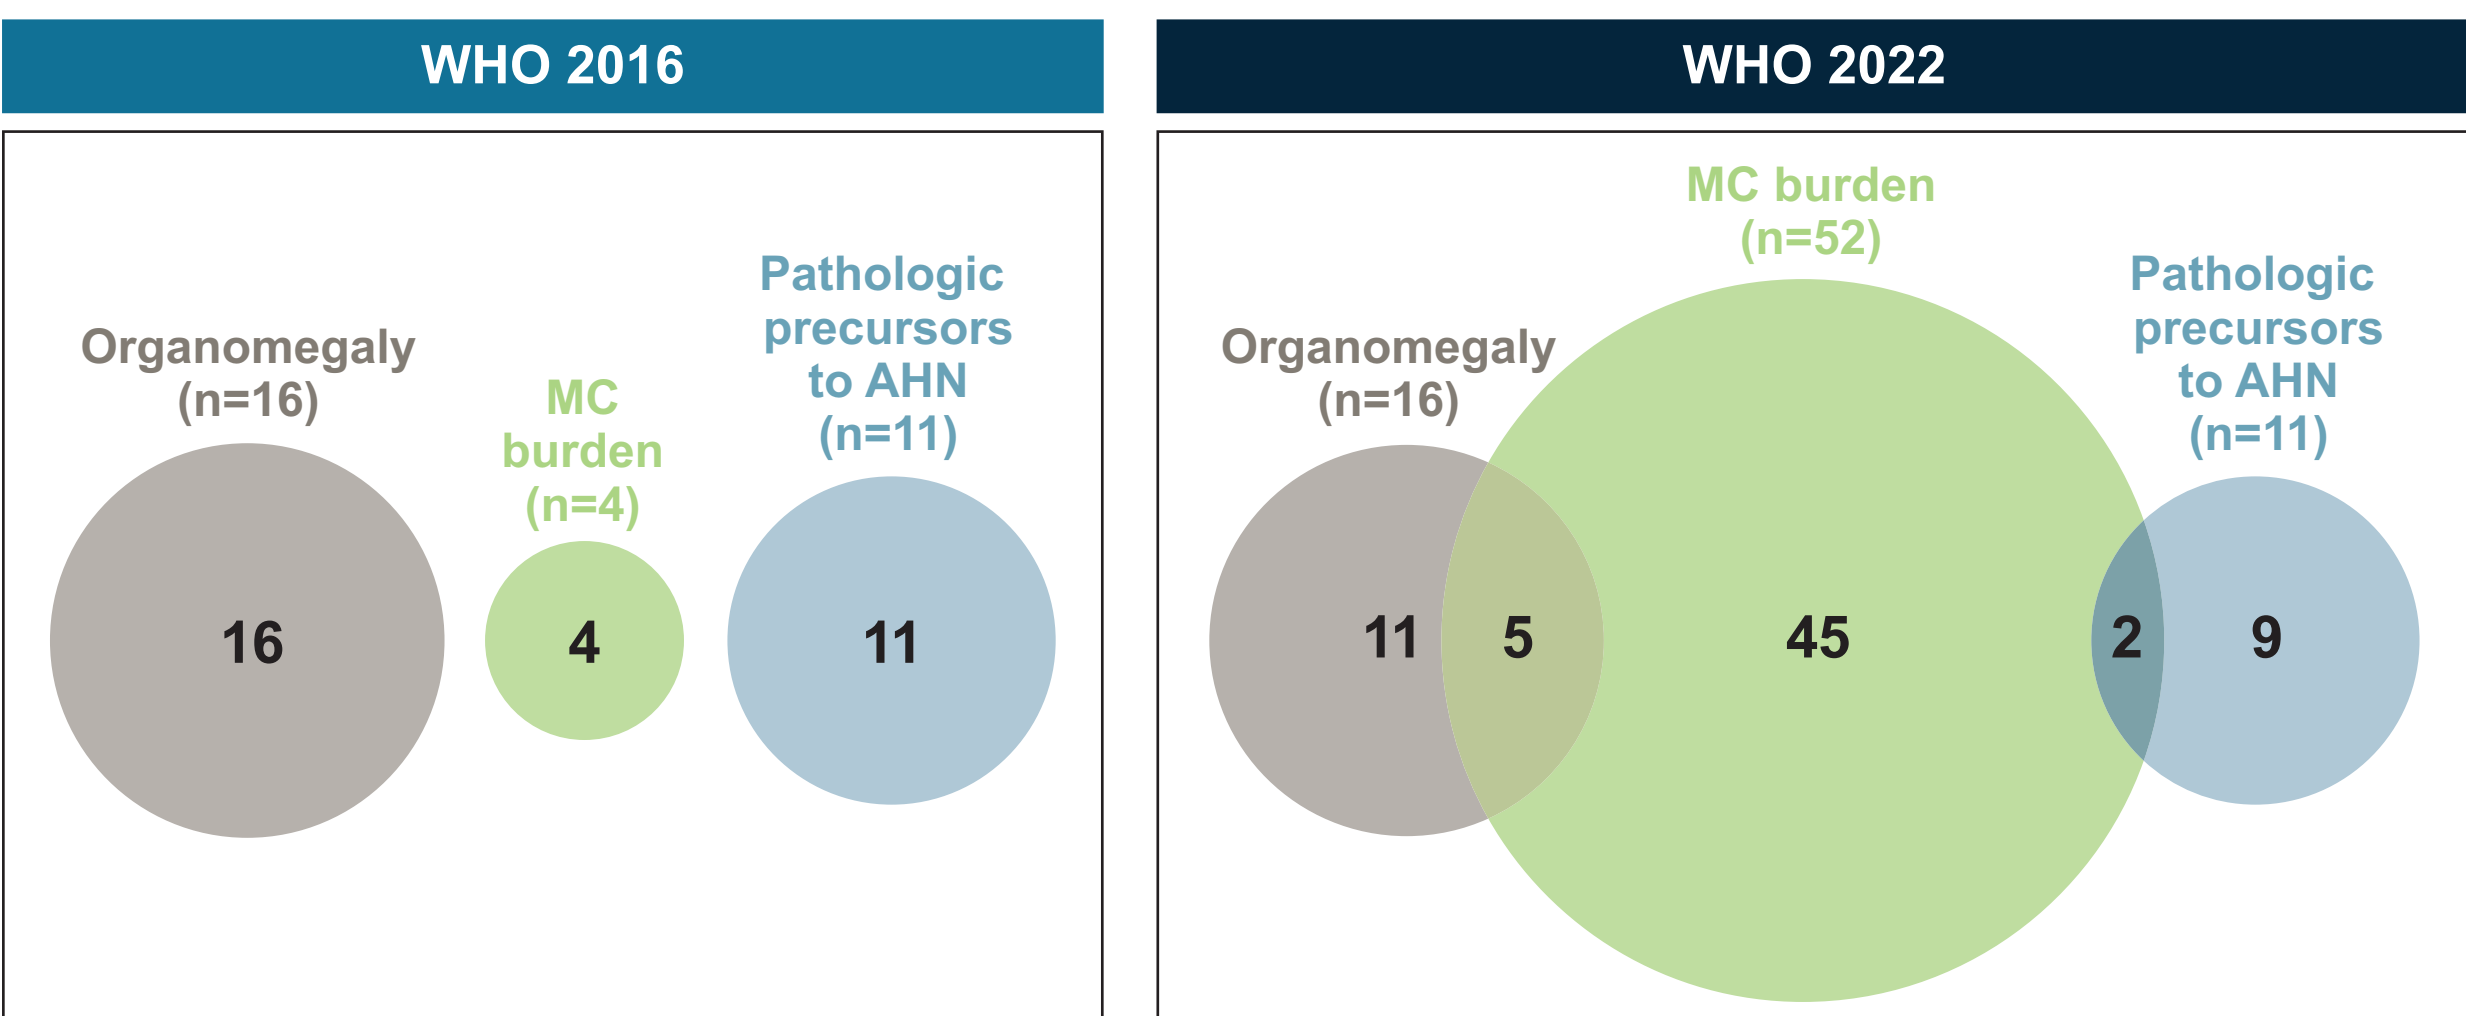 WHO 2016
Organomegaly
(n=16)
MC
burden
(n=4)
Pathologic
precursors
to AHN
(n=11)
16
4
11
WHO 2022
MC burden
(n=52)
Organomegaly
(n=16)
Pathologic
precursors
to AHN
(n=11)
11
5
45
2
9